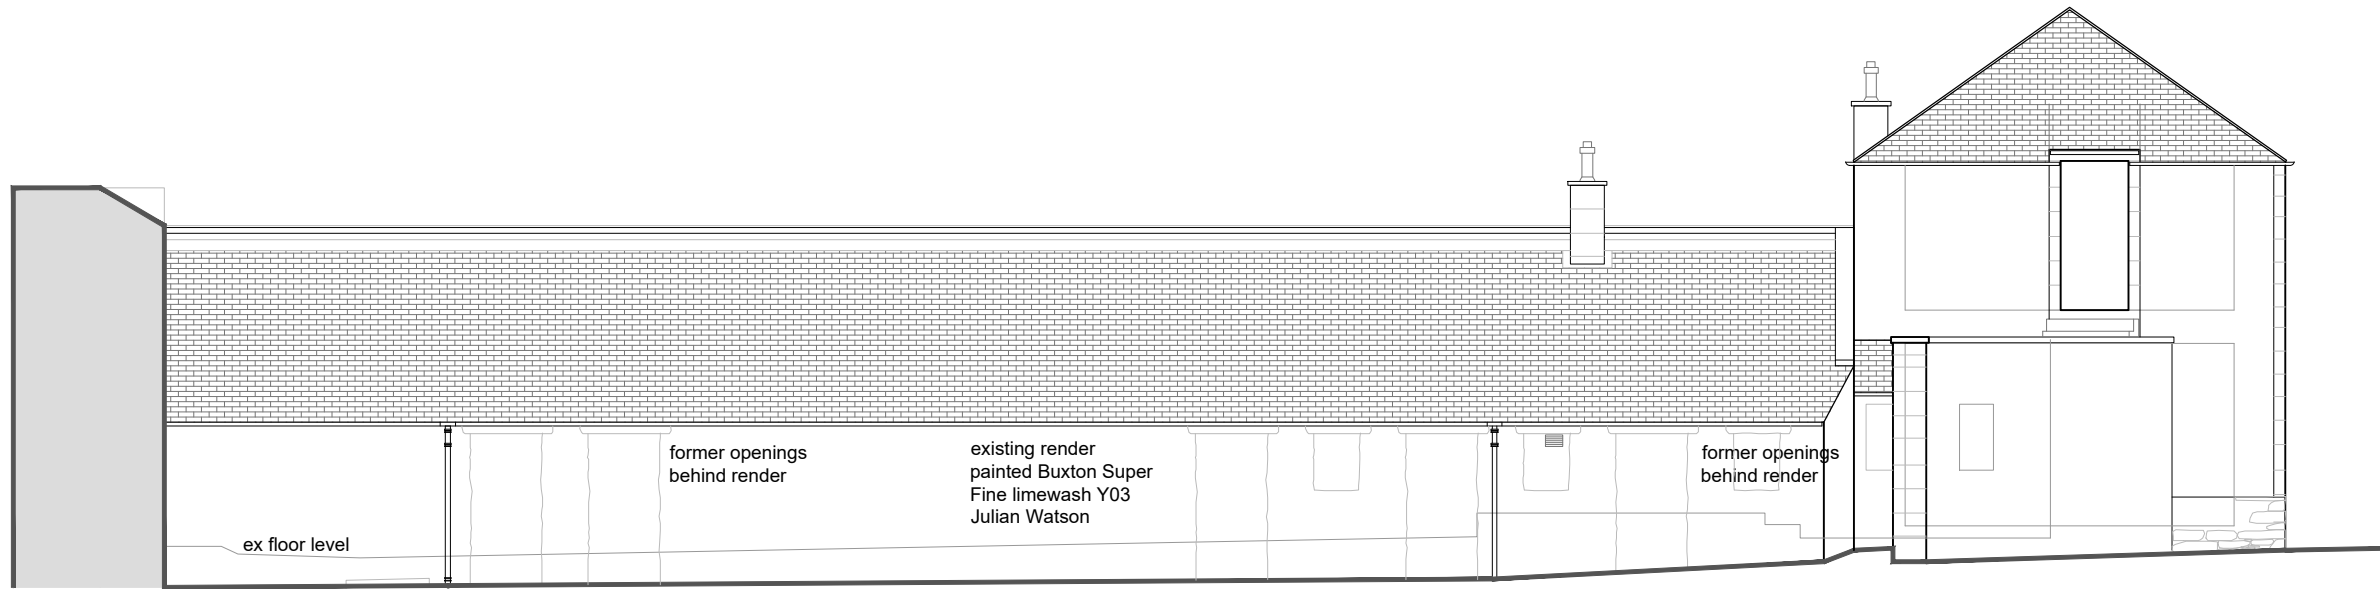 former openings
behind render
existing render
painted Buxton Super
Fine limewash Y03
Julian Watson
former openings
behind render
ex floor level